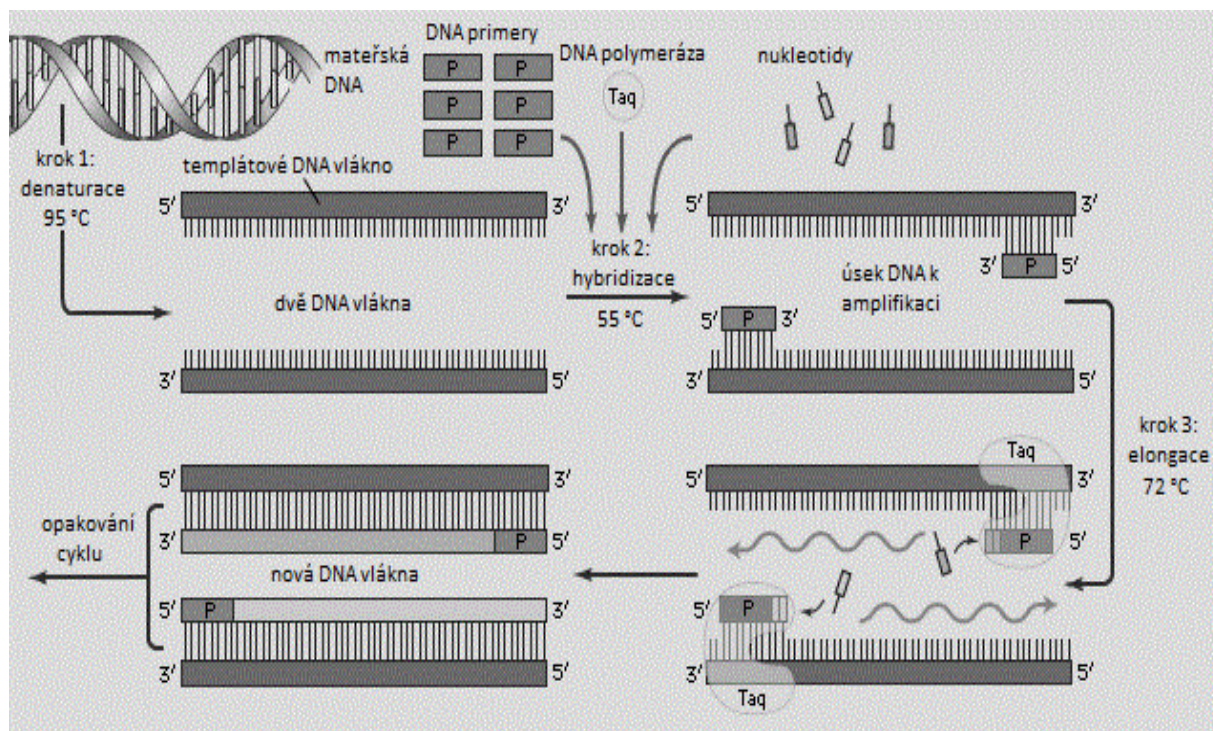 mateřská
DNA
DNA primery
P P
P P
P P
DNA polymeráza
Taq
nukleotidy
krok 1:
denaturace
95 °C
templátové DNA vlákno
5′ 3′
dvě DNA vlákna
3′ 5′
krok 2:
hybridizace
55 °C
5′ 3′
3′ P 5′
úsek DNA k
amplifikaci
5′ P 3′
3′ 5′
krok 3:
elongace
72 °C
Taq
5′ 3′
P 5′
5′ P
3′ 5′
Taq
5′ 3′
3′ P 5′
nová DNA vlákna
5′ P 3′
3′ 5′
opakování
cyklu